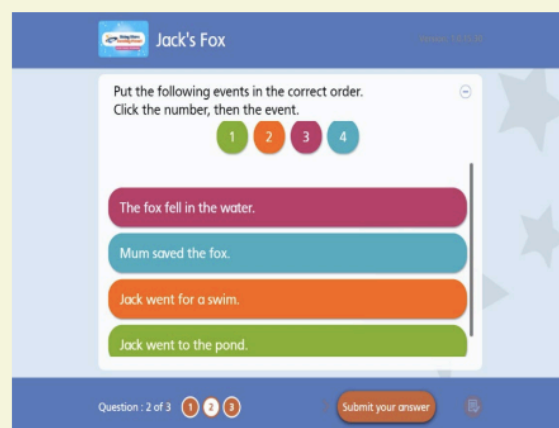 Jack's Fox
Put the following events in the correct order.
Click the number, then the event.
1 2 3 4
The fox fell in the water.
Mum saved the fox.
Jack went for a swim.
Jack went to the pond.
Question : 2 of 3 1 2 3
Submit your answer